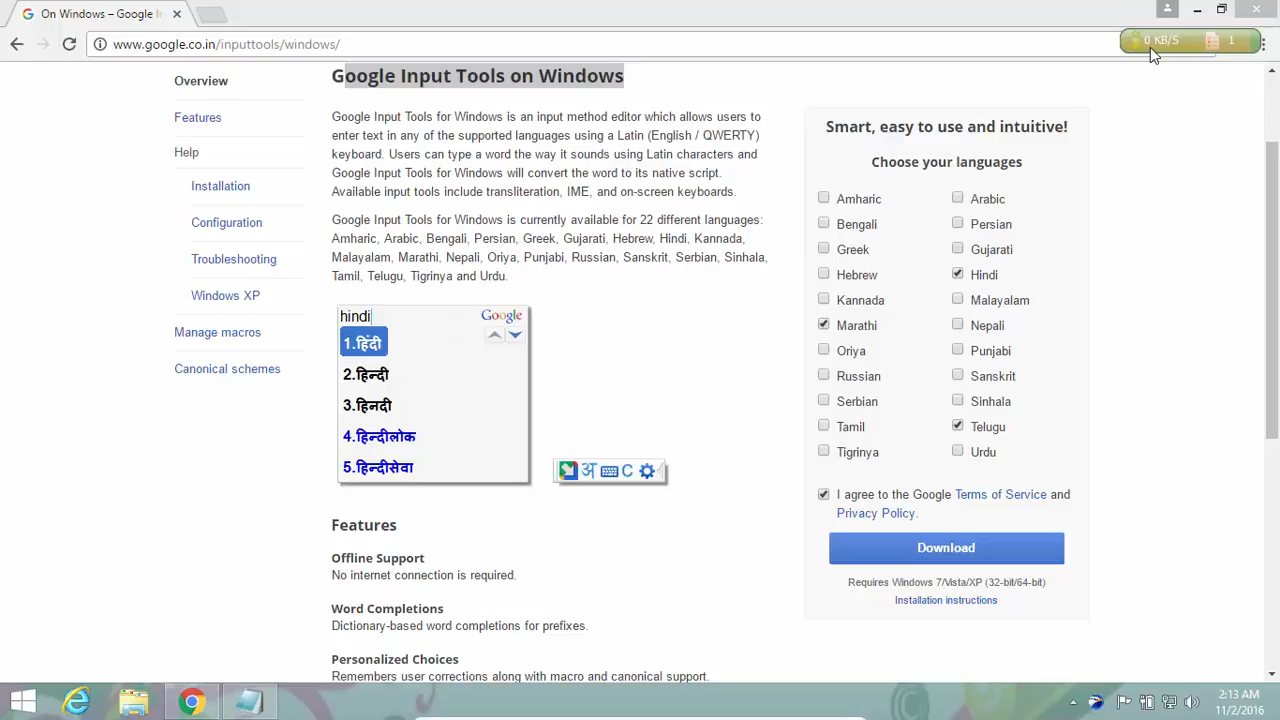 On Windows – Google In
www.google.co.in/inputtools/windows/
0 KB/S 1
Overview
Features
Help
Installation
Configuration
Troubleshooting
Windows XP
Manage macros
Canonical schemes
Google Input Tools on Windows
Google Input Tools for Windows is an input method editor which allows users to
enter text in any of the supported languages using a Latin (English / QWERTY)
keyboard. Users can type a word the way it sounds using Latin characters and
Google Input Tools for Windows will convert the word to its native script.
Available input tools include transliteration, IME, and on-screen keyboards.
Google Input Tools for Windows is currently available for 22 different languages:
Amharic, Arabic, Bengali, Persian, Greek, Gujarati, Hebrew, Hindi, Kannada,
Malayalam, Marathi, Nepali, Oriya, Punjabi, Russian, Sanskrit, Serbian, Sinhala,
Tamil, Telugu, Tigrinya and Urdu.
hindi Google
1.हिंदी
2.हिन्दी
3.हिनदी
4.हिन्दीलोक
5.हिन्दीसेवा
अ C
Features
Offline Support
No internet connection is required.
Word Completions
Dictionary-based word completions for prefixes.
Personalized Choices
Remembers user corrections along with macro and canonical support.
Smart, easy to use and intuitive!
Choose your languages
Amharic Arabic
Bengali Persian
Greek Gujarati
Hebrew Hindi
Kannada Malayalam
Marathi Nepali
Oriya Punjabi
Russian Sanskrit
Serbian Sinhala
Tamil Telugu
Tigrinya Urdu
I agree to the Google Terms of Service and
Privacy Policy.
Download
Requires Windows 7/Vista/XP (32-bit/64-bit)
Installation instructions
2:13 AM
11/2/2016